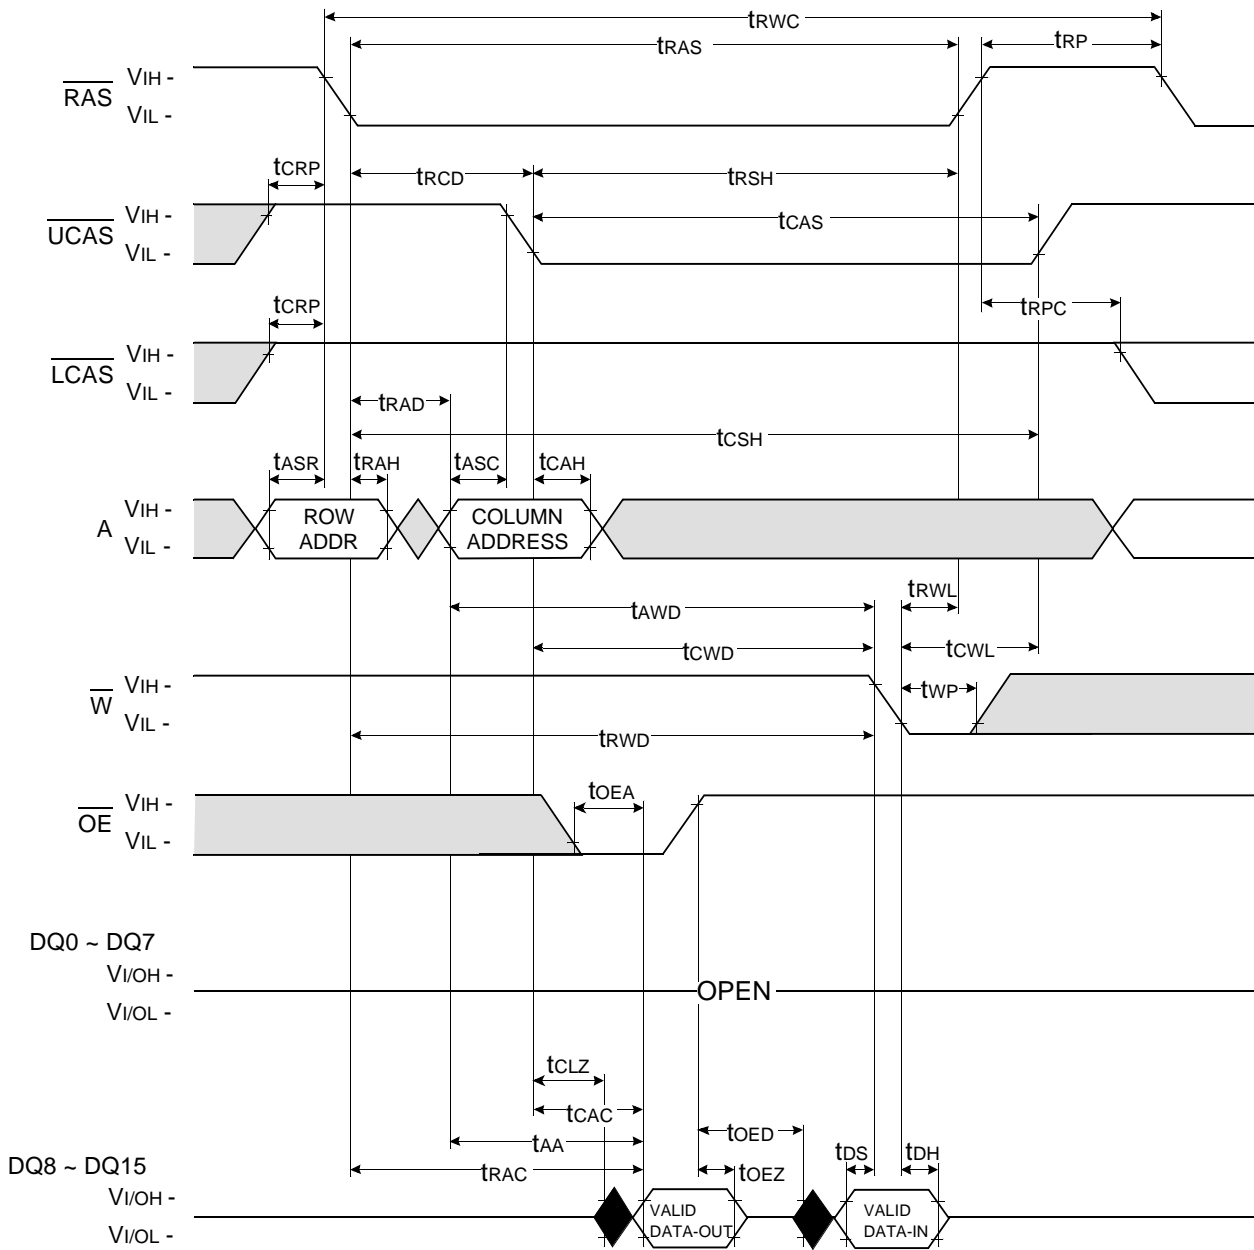 tRWC
tRAS
tRP
RAS
VIH -
VIL -
tCRP
tRCD
tRSH
UCAS
VIH -
VIL -
tCAS
tCRP
tRPC
LCAS
VIH -
VIL -
tRAD
tCSH
tASR
tRAH
tASC
tCAH
A
VIH -
VIL -
ROW
ADDR
COLUMN
ADDRESS
tRWL
tAWD
tCWD
tCWL
W
VIH -
VIL -
tWP
tRWD
OE
VIH -
VIL -
tOEA
DQ0 ~ DQ7
VI/OH -
VI/OL -
OPEN
tCLZ
tCAC
tAA
tOED
tRAC
tOEZ
tDS
tDH
DQ8 ~ DQ15
VI/OH -
VI/OL -
VALID
DATA-OUT
VALID
DATA-IN